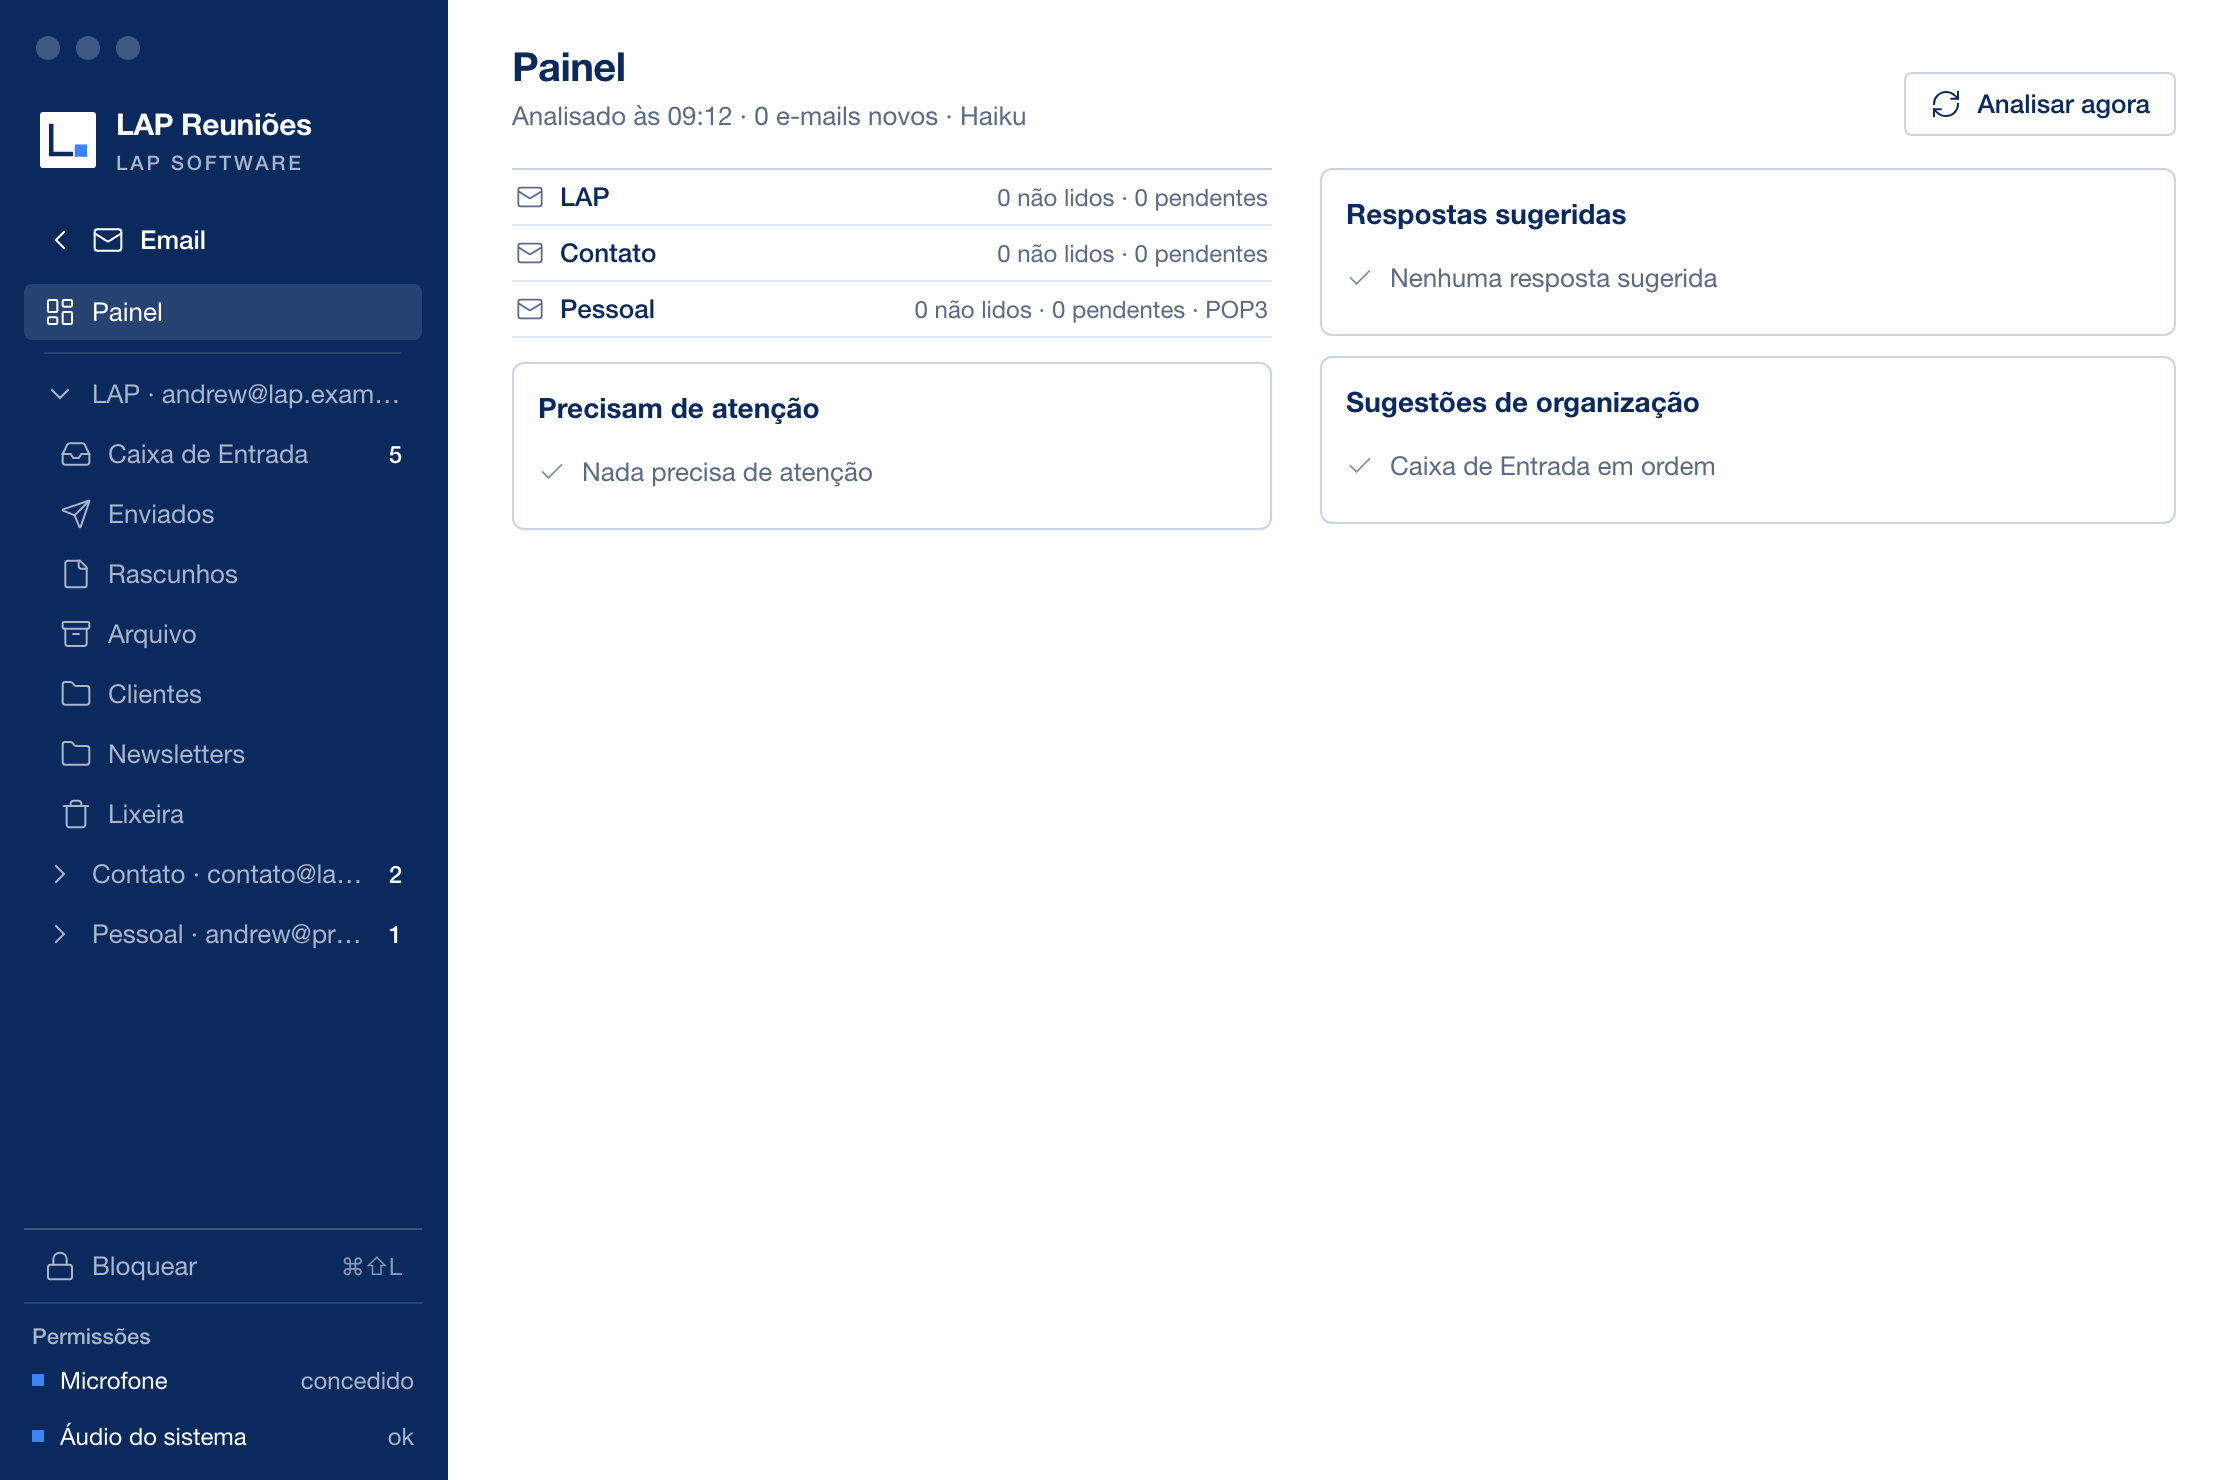 LAP Reuniões
LAP SOFTWARE
Email
Painel
LAP · andrew@lap.exam…
Caixa de Entrada 5
Enviados
Rascunhos
Arquivo
Clientes
Newsletters
Lixeira
Contato · contato@la… 2
Pessoal · andrew@pr… 1
Bloquear ⌘⇧L
Permissões
Microfone concedido
Áudio do sistema ok
Painel
Analisado às 09:12 · 0 e-mails novos · Haiku
Analisar agora
LAP 0 não lidos · 0 pendentes
Contato 0 não lidos · 0 pendentes
Pessoal 0 não lidos · 0 pendentes · POP3
Precisam de atenção
Nada precisa de atenção
Respostas sugeridas
Nenhuma resposta sugerida
Sugestões de organização
Caixa de Entrada em ordem